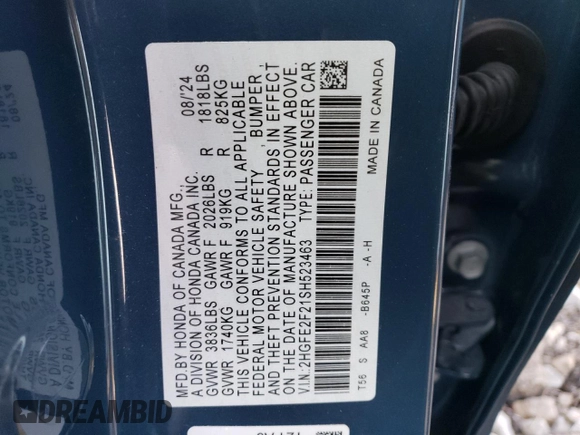 MFD.BY HONDA OF CANADA MFG., 08/'24
A DIVISION OF HONDA CANADA INC.
GVWR 3836LBS GAWR F 2026LBS R 1818LBS
GVWR 1740KG GAWR F 919KG R 825KG
THIS VEHICLE CONFORMS TO ALL APPLICABLE
FEDERAL MOTOR VEHICLE SAFETY , BUMPER ,
AND THEFT PREVENTION STANDARDS IN EFFECT
ON THE DATE OF MANUFACTURE SHOWN ABOVE.
V.I.N.: 2HGFE2F21SH523463 TYPE: PASSENGER CAR
T56 S AA8 -B645P -A -H
MADE IN CANADA
DREAMBID